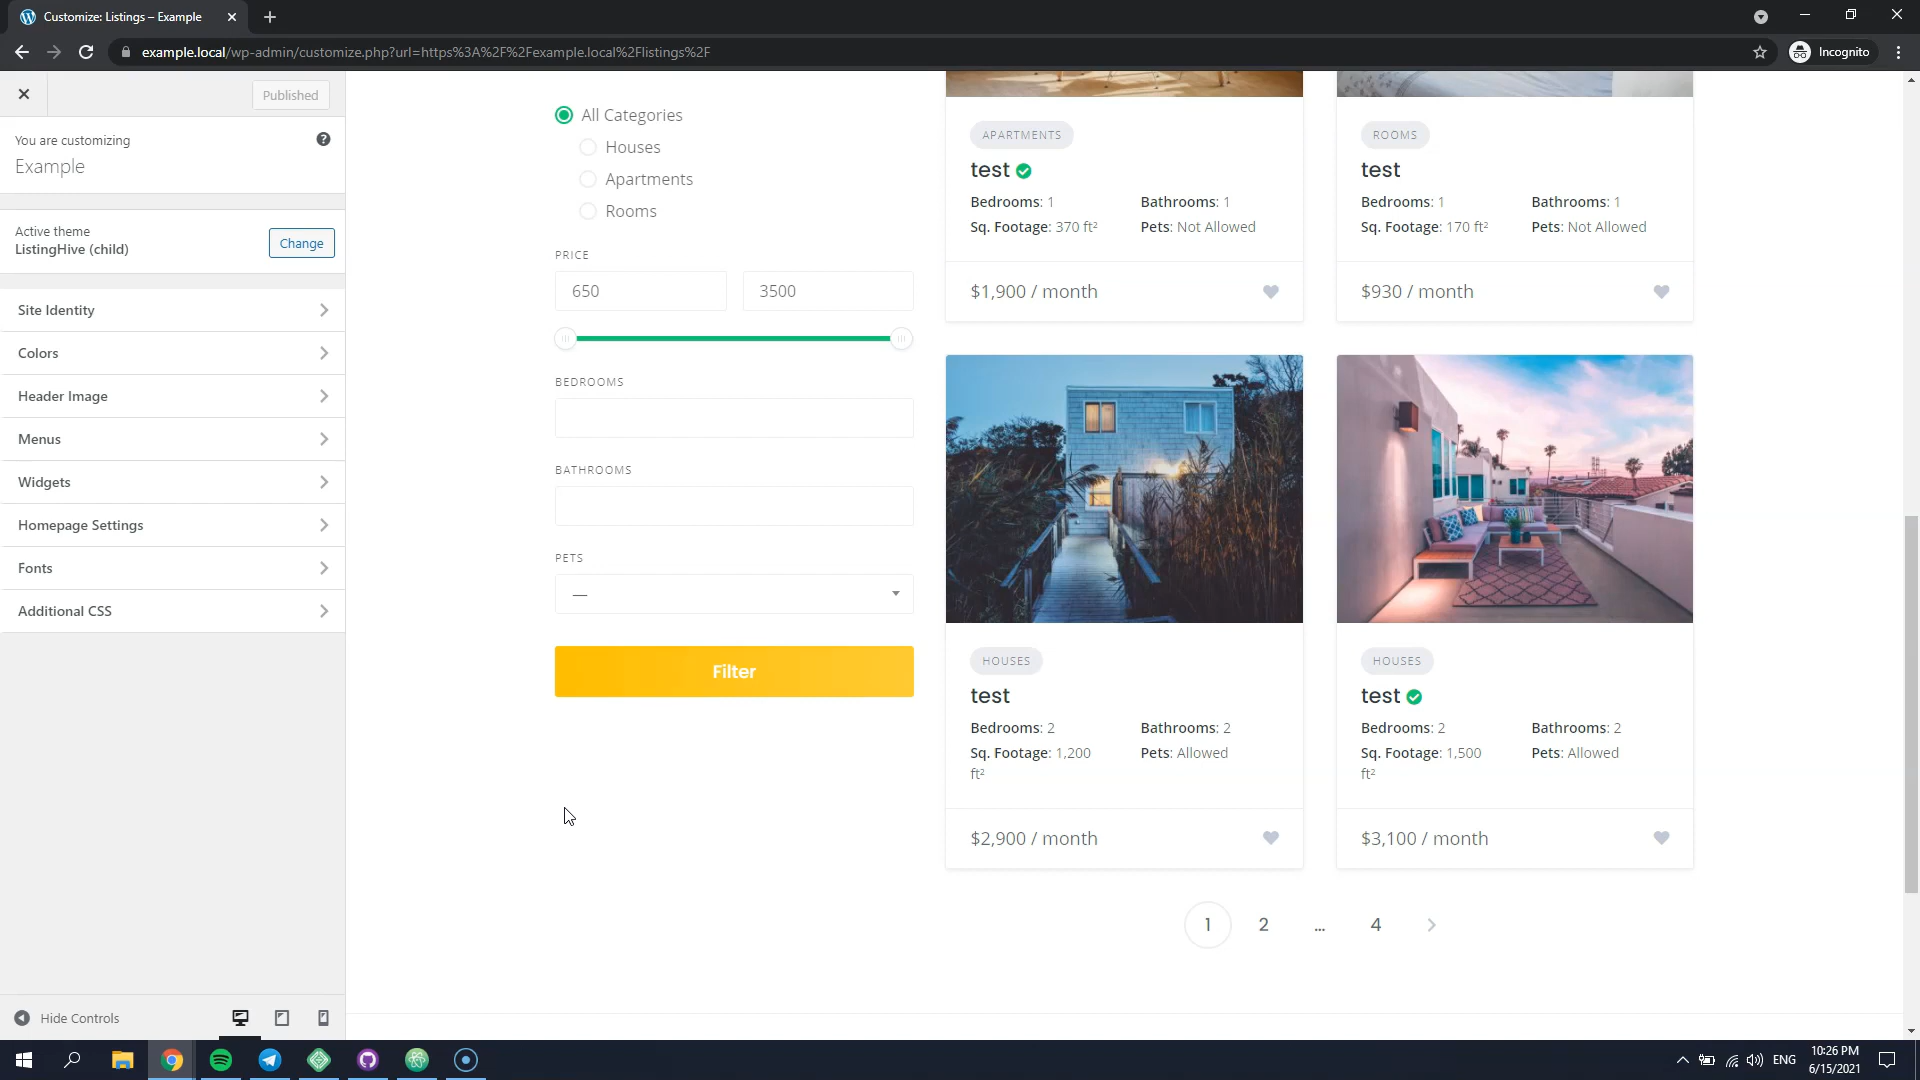 Customize: Listings – Example
example.local/wp-admin/customize.php?url=https%3A%2F%2Fexample.local%2Flistings%2F
Incognito
Published
You are customizing
Example
Active theme
ListingHive (child)
Change
Site Identity
Colors
Header Image
Menus
Widgets
Homepage Settings
Fonts
Additional CSS
Hide Controls
All Categories
Houses
Apartments
Rooms
PRICE
650
3500
BEDROOMS
BATHROOMS
PETS
—
Filter
APARTMENTS
test
Bedrooms: 1
Bathrooms: 1
Sq. Footage: 370 ft²
Pets: Not Allowed
$1,900 / month
ROOMS
test
Bedrooms: 1
Bathrooms: 1
Sq. Footage: 170 ft²
Pets: Not Allowed
$930 / month
HOUSES
test
Bedrooms: 2
Bathrooms: 2
Sq. Footage: 1,200
ft²
Pets: Allowed
$2,900 / month
HOUSES
test
Bedrooms: 2
Bathrooms: 2
Sq. Footage: 1,500
ft²
Pets: Allowed
$3,100 / month
1
2
...
4
ENG
10:26 PM
6/15/2021